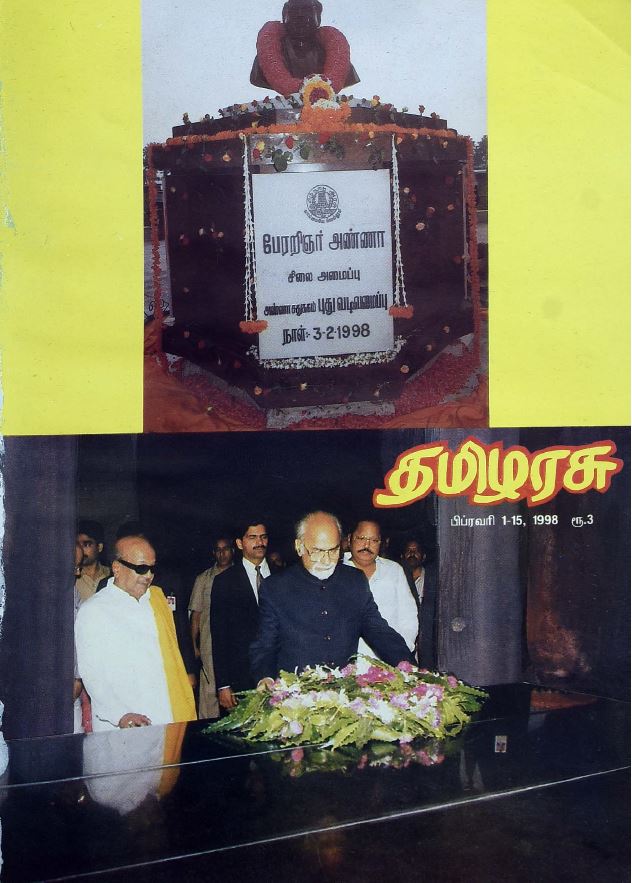 பேரறிஞர் அண்ணா
சிலை அமைப்பு
அண்ணா சதுக்கம் புது வடிவமைப்பு
நாள்:- 3-2-1998
தமிழரசு
பிப்ரவரி 1-15, 1998 ரூ.3